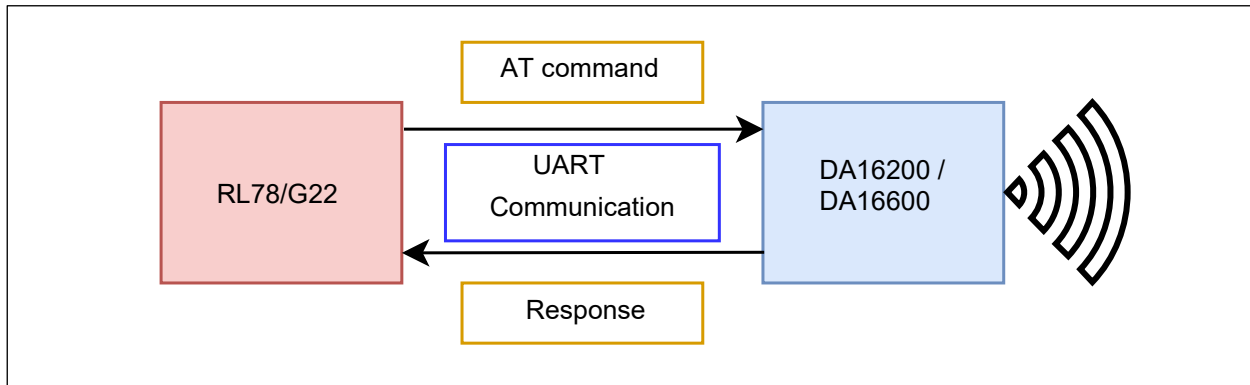 AT command
RL78/G22
UART
Communication
DA16200 /
DA16600
Response